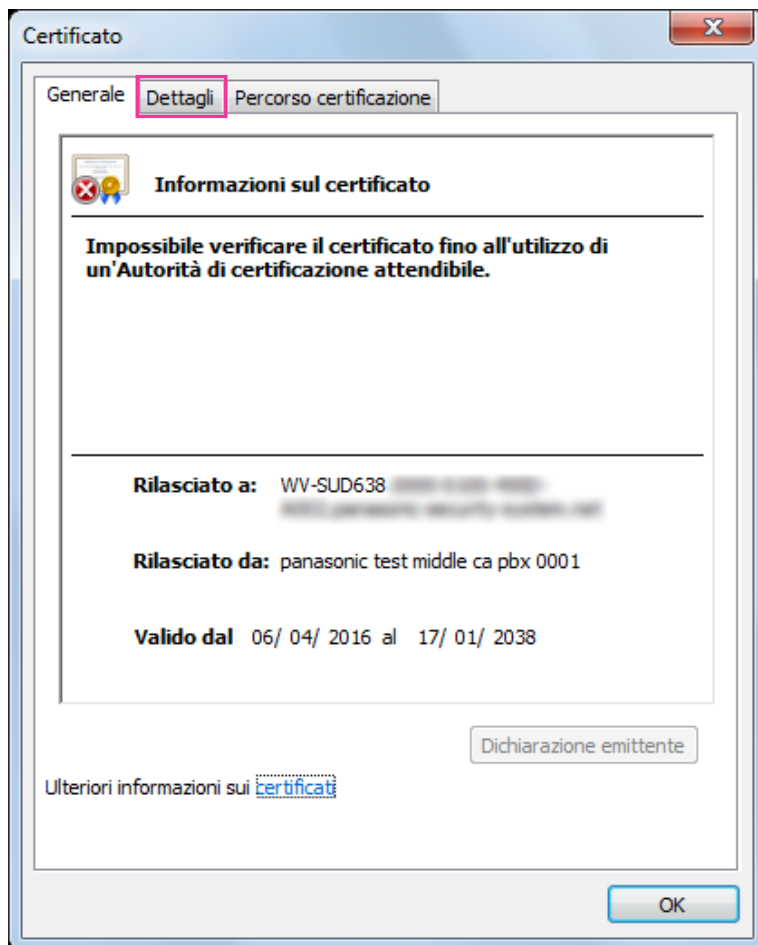 Certificato
Generale Dettagli Percorso certificazione
Informazioni sul certificato
Impossibile verificare il certificato fino all'utilizzo di
un'Autorità di certificazione attendibile.
Rilasciato a: WV-SUD638
Rilasciato da: panasonic test middle ca pbx 0001
Valido dal 06/ 04/ 2016 al 17/ 01/ 2038
Dichiarazione emittente
Ulteriori informazioni sui certificati
OK